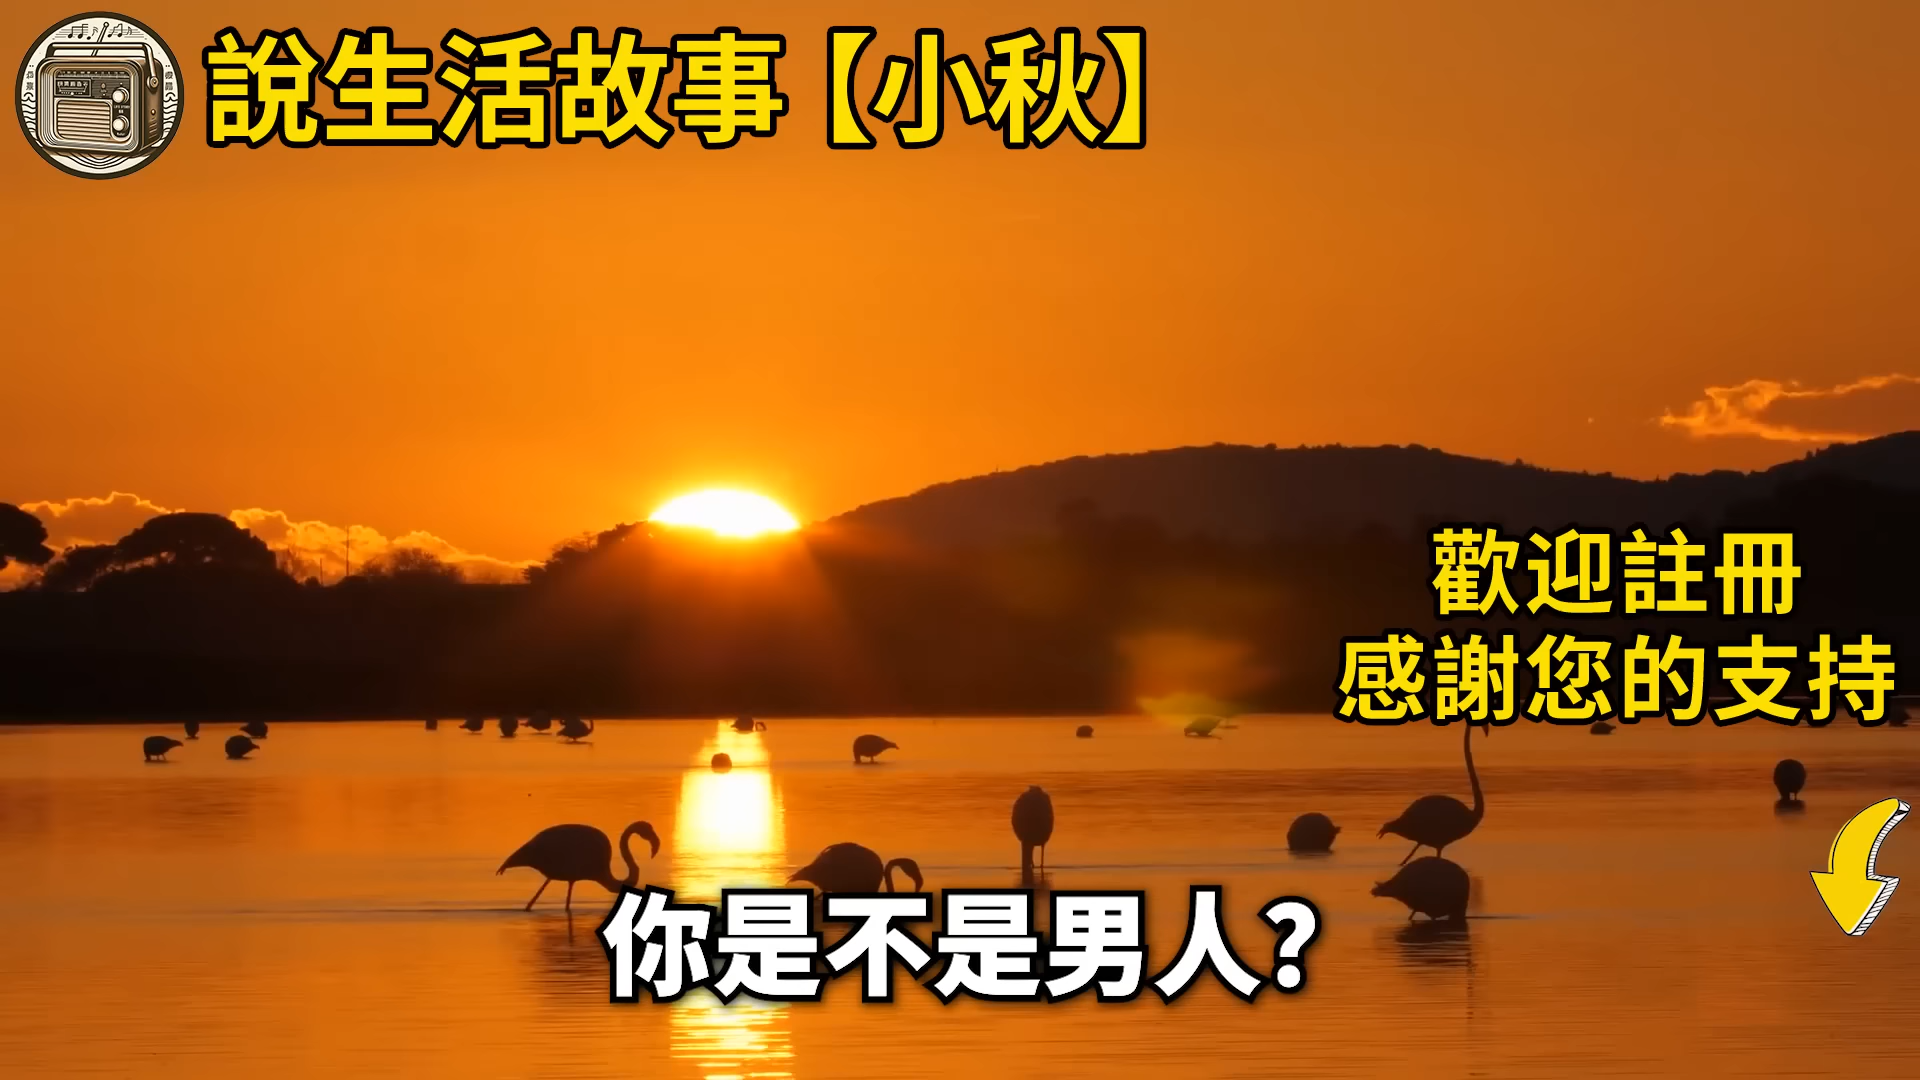 說生活故事【小秋】
歡迎註冊
感謝您的支持
你是不是男人?